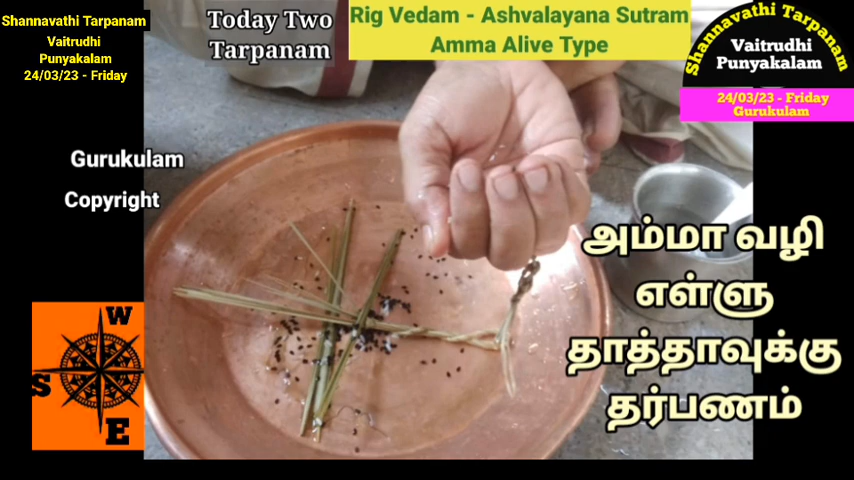 Shannavathi Tarpanam
Vaitrudhi
Punyakalam
24/03/23 - Friday
Today Two
Tarpanam
Rig Vedam - Ashvalayana Sutram
Amma Alive Type
Shannavathi Tarpanam
Vaitrudhi
Punyakalam
24/03/23 - Friday
Gurukulam
Gurukulam
Copyright
அம்மா வழி
எள்ளு
தாத்தாவுக்கு
தர்பணம்
W
S
E